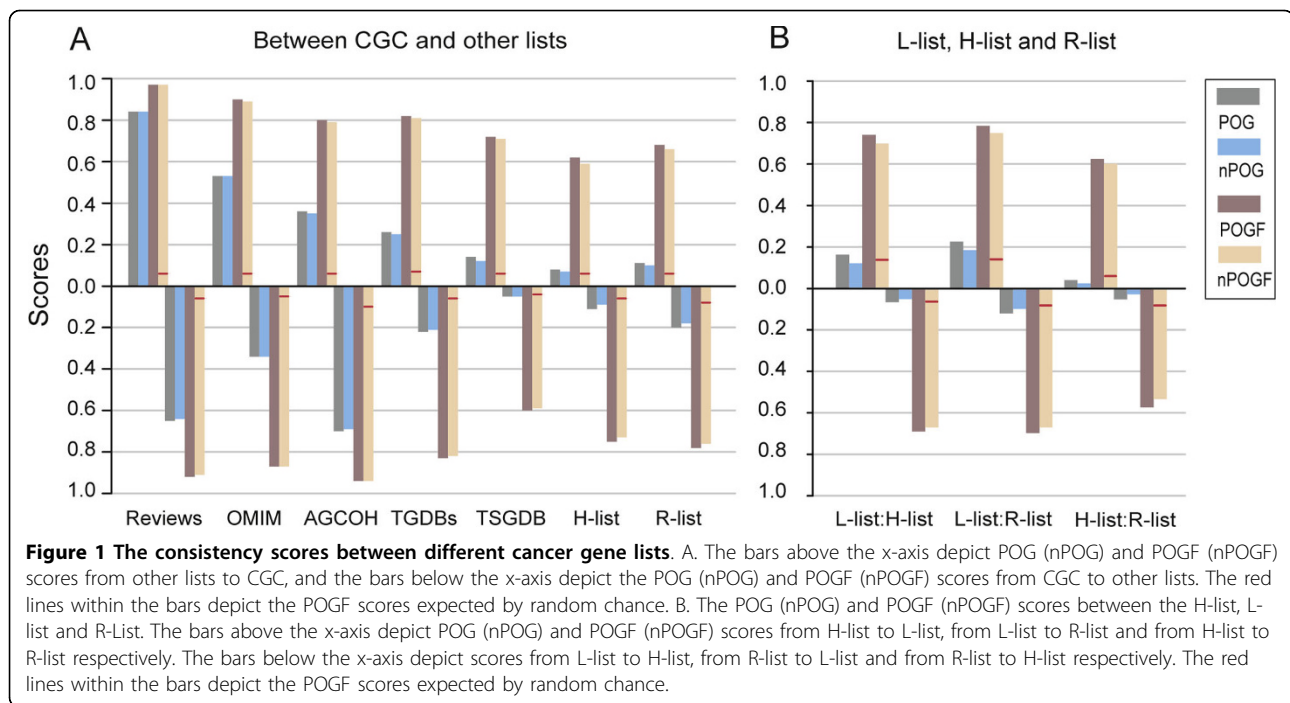 A
Between CGC and other lists
Scores
1.0
0.8
0.6
0.4
0.2
0.0
0.2
0.4
0.6
0.8
1.0
Reviews OMIM AGCOH TGDBs TSGDB H-list R-list
B
L-list, H-list and R-list
1.0
0.8
0.6
0.4
0.2
0.0
0.2
0.4
0.6
0.8
1.0
L-list:H-list L-list:R-list H-list:R-list
POG
nPOG
POGF
nPOGF
Figure 1 The consistency scores between different cancer gene lists. A. The bars above the x-axis depict POG (nPOG) and POGF (nPOGF)
scores from other lists to CGC, and the bars below the x-axis depict the POG (nPOG) and POGF (nPOGF) scores from CGC to other lists. The red
lines within the bars depict the POGF scores expected by random chance. B. The POG (nPOG) and POGF (nPOGF) scores between the H-list, L-
list and R-List. The bars above the x-axis depict POG (nPOG) and POGF (nPOGF) scores from H-list to L-list, from L-list to R-list and from H-list to
R-list respectively. The bars below the x-axis depict scores from L-list to H-list, from R-list to L-list and from R-list to H-list respectively. The red
lines within the bars depict the POGF scores expected by random chance.